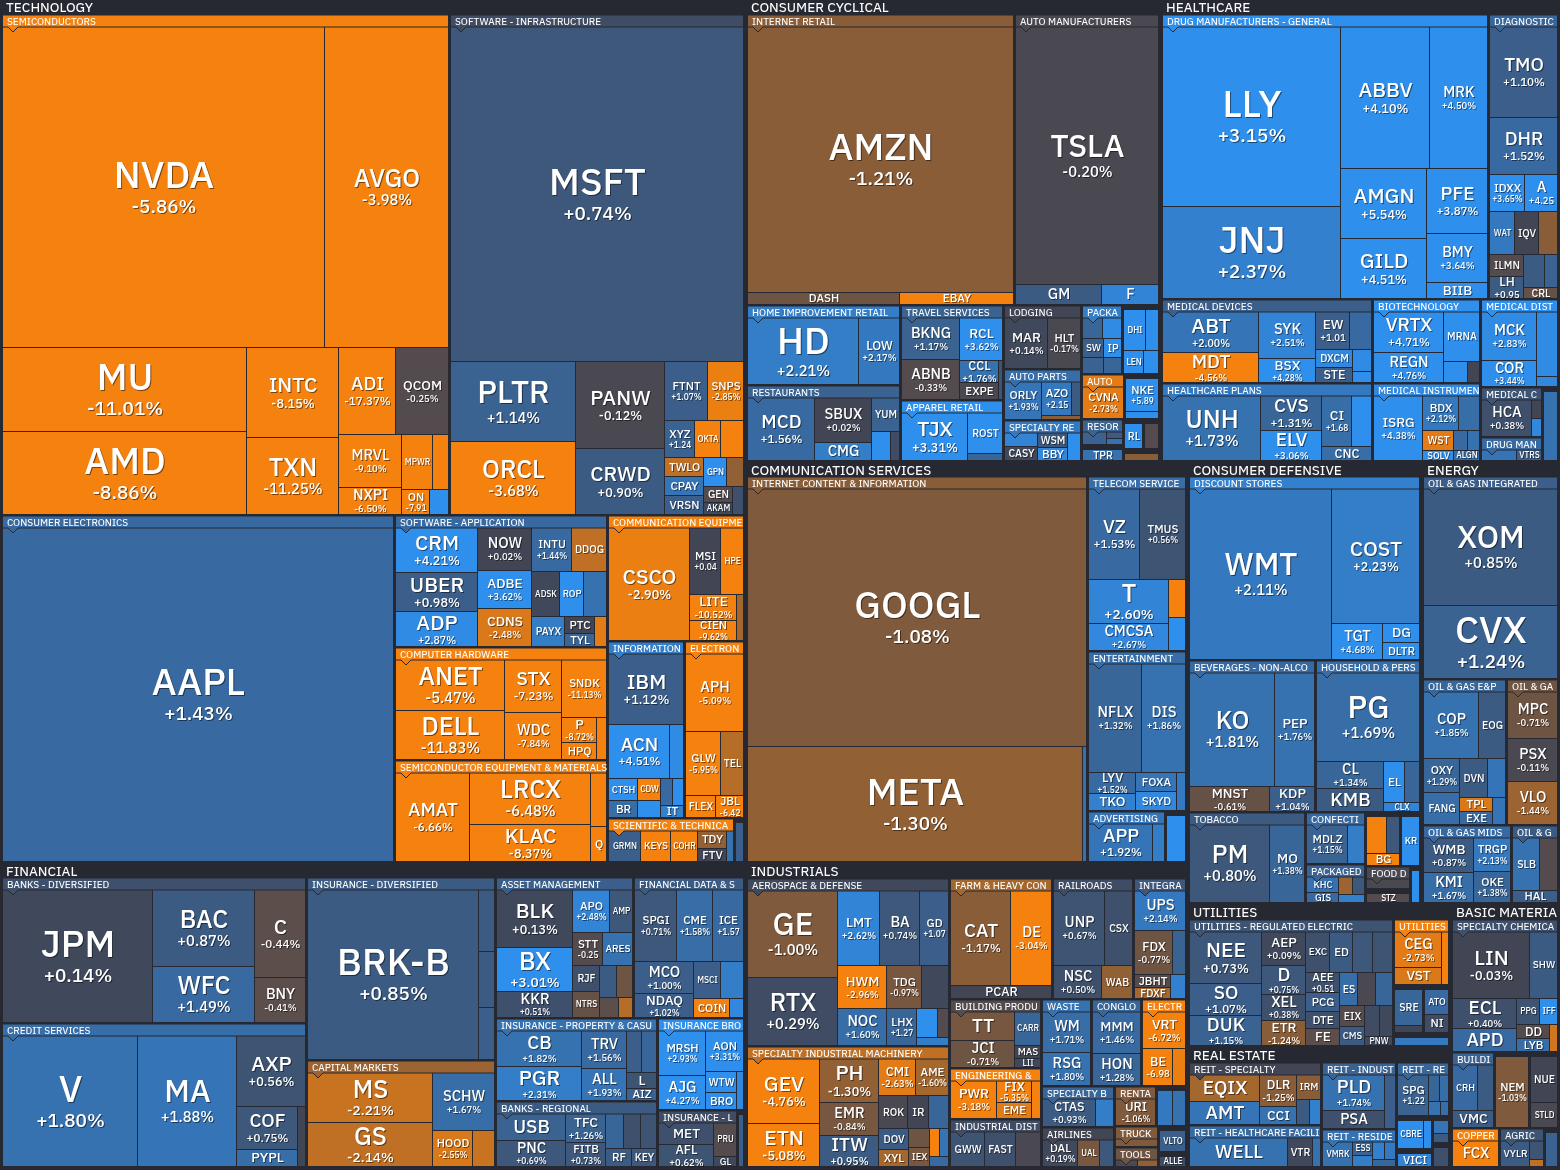 TECHNOLOGY
SEMICONDUCTORS
NVDA
-5.86%
AVGO
-3.98%
MU
-11.01%
AMD
-8.86%
INTC
-8.15%
TXN
-11.25%
ADI
-17.37%
QCOM
-0.25%
MRVL
-9.10%
MPWR
NXPI
-6.50%
ON
-7.91
SOFTWARE - INFRASTRUCTURE
MSFT
+0.74%
PLTR
+1.14%
ORCL
-3.68%
PANW
-0.12%
CRWD
+0.90%
FTNT
+1.07%
SNPS
-2.85%
XYZ
+1.24
OKTA
TWLO
GPN
CPAY
GEN
VRSN
AKAM
CONSUMER ELECTRONICS
AAPL
+1.43%
SOFTWARE - APPLICATION
CRM
+4.21%
NOW
+0.02%
INTU
+1.44%
DDOG
UBER
+0.98%
ADBE
+3.62%
ADSK
ROP
ADP
+2.87%
CDNS
-2.48%
PAYX
PTC
TYL
COMMUNICATION EQUIPME
CSCO
-2.90%
MSI
+0.04
HPE
LITE
-10.52%
CIEN
-9.62%
COMPUTER HARDWARE
ANET
-5.47%
STX
-7.23%
SNDK
-11.13%
DELL
-11.83%
WDC
-7.84%
P
-8.72%
HPQ
INFORMATION
IBM
+1.12%
ACN
+4.51%
CTSH
CDW
BR
IT
ELECTRON
APH
-5.09%
GLW
-5.95%
TEL
FLEX
JBL
-6.42
SEMICONDUCTOR EQUIPMENT & MATERIALS
AMAT
-6.66%
LRCX
-6.48%
KLAC
-8.37%
Q
SCIENTIFIC & TECHNICA
GRMN
KEYS
COHR
TDY
FTV
CONSUMER CYCLICAL
INTERNET RETAIL
AMZN
-1.21%
DASH
EBAY
AUTO MANUFACTURERS
TSLA
-0.20%
GM
F
HOME IMPROVEMENT RETAIL
HD
+2.21%
LOW
+2.17%
TRAVEL SERVICES
BKNG
+1.17%
RCL
+3.62%
ABNB
-0.33%
CCL
+1.76%
EXPE
LODGING
MAR
+0.14%
HLT
-0.17%
PACKA
SW
IP
DHI
LEN
RESTAURANTS
MCD
+1.56%
SBUX
+0.02%
YUM
CMG
APPAREL RETAIL
TJX
+3.31%
ROST
AUTO PARTS
ORLY
+1.93%
AZO
+2.15
AUTO
CVNA
-2.73%
NKE
+5.89
SPECIALTY RE
WSM
CASY
BBY
RESOR
RL
TPR
HEALTHCARE
DRUG MANUFACTURERS - GENERAL
LLY
+3.15%
JNJ
+2.37%
ABBV
+4.10%
MRK
+4.50%
AMGN
+5.54%
PFE
+3.87%
GILD
+4.51%
BMY
+3.64%
BIIB
DIAGNOSTIC
TMO
+1.10%
DHR
+1.52%
IDXX
+3.65%
A
+4.25
WAT
IQV
ILMN
LH
+0.95
CRL
MEDICAL DEVICES
ABT
+2.00%
SYK
+2.51%
EW
+1.01
MDT
-4.56%
BSX
+4.28%
DXCM
STE
BIOTECHNOLOGY
VRTX
+4.71%
MRNA
REGN
+4.76%
MEDICAL DIST
MCK
+2.83%
COR
+3.44%
HEALTHCARE PLANS
UNH
+1.73%
CVS
+1.31%
CI
+1.68
ELV
+3.06%
CNC
MEDICAL INSTRUMEN
ISRG
+4.38%
BDX
+2.12%
WST
SOLV
ALGN
MEDICAL C
HCA
+0.38%
DRUG MAN
VTRS
COMMUNICATION SERVICES
INTERNET CONTENT & INFORMATION
GOOGL
-1.08%
META
-1.30%
TELECOM SERVICE
VZ
+1.53%
TMUS
+0.56%
T
+2.60%
CMCSA
+2.67%
ENTERTAINMENT
NFLX
+1.32%
DIS
+1.86%
LYV
+1.52%
FOXA
TKO
SKYD
ADVERTISING
APP
+1.92%
CONSUMER DEFENSIVE
DISCOUNT STORES
WMT
+2.11%
COST
+2.23%
TGT
+4.68%
DG
DLTR
BEVERAGES - NON-ALCO
KO
+1.81%
PEP
+1.76%
MNST
-0.61%
KDP
+1.04%
HOUSEHOLD & PERS
PG
+1.69%
CL
+1.34%
EL
KMB
CLX
TOBACCO
PM
+0.80%
MO
+1.38%
CONFECTI
MDLZ
+1.15%
BG
KR
PACKAGED
KHC
GIS
FOOD D
STZ
ENERGY
OIL & GAS INTEGRATED
XOM
+0.85%
CVX
+1.24%
OIL & GAS E&P
COP
+1.85%
EOG
OXY
+1.29%
DVN
FANG
TPL
EXE
OIL & GA
MPC
-0.71%
PSX
-0.11%
VLO
-1.44%
OIL & GAS MIDS
WMB
+0.87%
TRGP
+2.13%
KMI
+1.67%
OKE
+1.38%
OIL & G
SLB
HAL
FINANCIAL
BANKS - DIVERSIFIED
JPM
+0.14%
BAC
+0.87%
C
-0.44%
WFC
+1.49%
BNY
-0.41%
CREDIT SERVICES
V
+1.80%
MA
+1.88%
AXP
+0.56%
COF
+0.75%
PYPL
INSURANCE - DIVERSIFIED
BRK-B
+0.85%
CAPITAL MARKETS
MS
-2.21%
SCHW
+1.67%
GS
-2.14%
HOOD
-2.55%
ASSET MANAGEMENT
BLK
+0.13%
APO
+2.48%
AMP
BX
+3.01%
STT
-0.25
ARES
KKR
+0.51%
RJF
NTRS
FINANCIAL DATA & S
SPGI
+0.71%
CME
+1.58%
ICE
+1.57
MCO
+1.00%
MSCI
NDAQ
+1.02%
COIN
INSURANCE - PROPERTY & CASU
CB
+1.82%
TRV
+1.56%
PGR
+2.31%
ALL
+1.93%
L
AIZ
INSURANCE BRO
MRSH
+2.93%
AON
+3.31%
AJG
+4.27%
WTW
BRO
BANKS - REGIONAL
USB
TFC
+1.26%
PNC
+0.69%
FITB
+0.73%
RF
KEY
INSURANCE - L
MET
PRU
AFL
+0.62%
GL
INDUSTRIALS
AEROSPACE & DEFENSE
GE
-1.00%
LMT
+2.62%
BA
+0.74%
GD
+1.07
RTX
+0.29%
HWM
-2.96%
TDG
-0.97%
NOC
+1.60%
LHX
+1.27
FARM & HEAVY CON
CAT
-1.17%
DE
-3.04%
PCAR
RAILROADS
UNP
+0.67%
CSX
NSC
+0.50%
WAB
INTEGRA
UPS
+2.14%
FDX
-0.77%
JBHT
FDXF
SPECIALTY INDUSTRIAL MACHINERY
GEV
-4.76%
PH
-1.30%
CMI
-2.63%
AME
-1.60%
ETN
-5.08%
EMR
-0.84%
ROK
IR
ITW
+0.95%
DOV
XYL
IEX
BUILDING PRODU
TT
CARR
JCI
-0.71%
MAS
LII
WASTE
WM
+1.71%
RSG
+1.80%
CONGLO
MMM
+1.46%
HON
+1.28%
ELECTR
VRT
-6.72%
BE
-6.98
ENGINEERING &
PWR
-3.18%
FIX
-5.35%
EME
SPECIALTY B
CTAS
+0.93%
RENTA
URI
-1.06%
INDUSTRIAL DIST
GWW
FAST
AIRLINES
DAL
+0.19%
UAL
TRUCK
TOOLS
VLTO
ALLE
UTILITIES
UTILITIES - REGULATED ELECTRIC
NEE
+0.73%
AEP
+0.09%
EXC
ED
SO
+1.07%
D
+0.75%
AEE
+0.51
ES
XEL
+0.38%
PCG
EIX
DUK
+1.15%
ETR
-1.24%
DTE
FE
CMS
PNW
UTILITIES
CEG
-2.73%
VST
SRE
ATO
NI
REAL ESTATE
REIT - SPECIALTY
EQIX
DLR
-1.25%
IRM
AMT
CCI
REIT - INDUST
PLD
+1.74%
PSA
REIT - RE
SPG
+1.22
REIT - HEALTHCARE FACILI
WELL
VTR
REIT - RESIDE
VMRK
ESS
CBRE
VICI
BASIC MATERIA
SPECIALTY CHEMICA
LIN
-0.03%
SHW
ECL
+0.40%
PPG
IFF
APD
DD
LYB
BUILDI
CRH
VMC
NEM
-1.03%
NUE
STLD
COPPER
FCX
AGRIC
VYLR